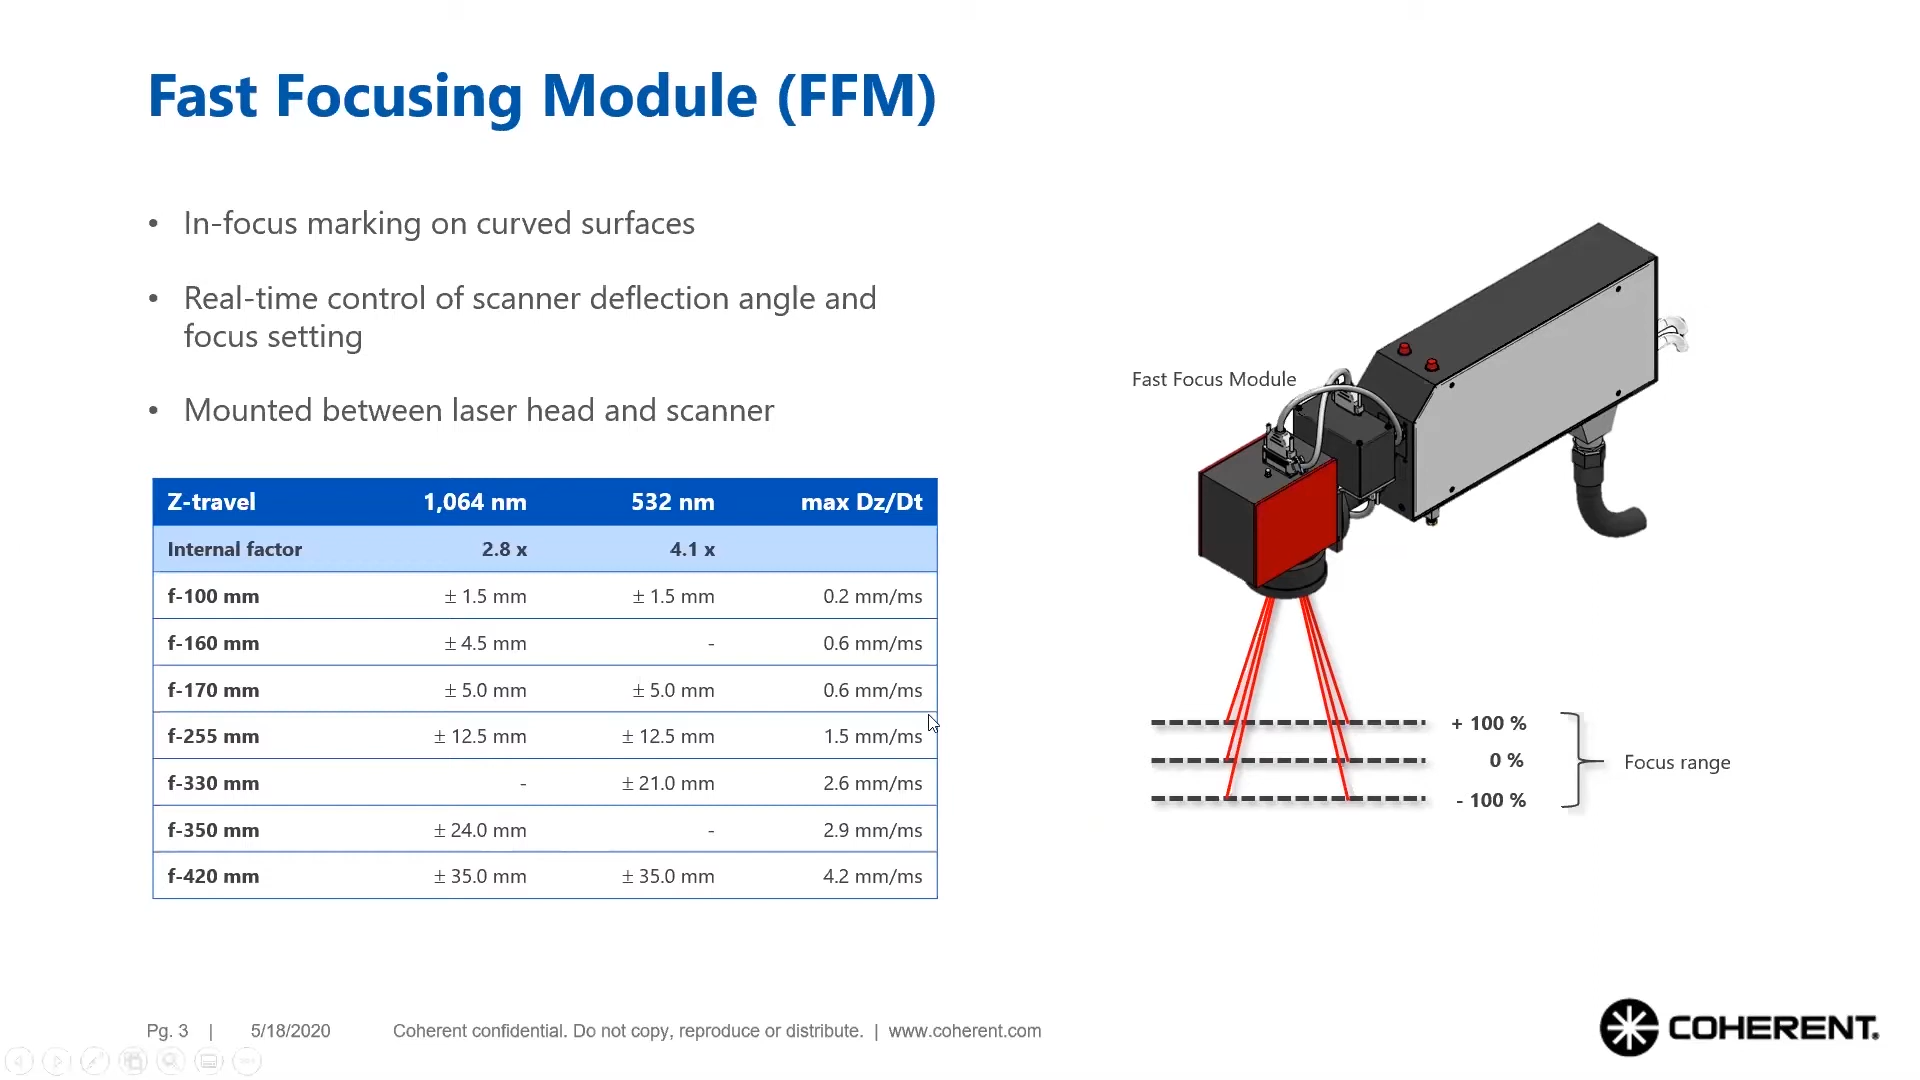 Fast Focusing Module (FFM)
• In-focus marking on curved surfaces
• Real-time control of scanner deflection angle and
focus setting
• Mounted between laser head and scanner
Z-travel 1,064 nm 532 nm max Dz/Dt
Internal factor 2.8 x 4.1 x
f-100 mm ± 1.5 mm ± 1.5 mm 0.2 mm/ms
f-160 mm ± 4.5 mm - 0.6 mm/ms
f-170 mm ± 5.0 mm ± 5.0 mm 0.6 mm/ms
f-255 mm ± 12.5 mm ± 12.5 mm 1.5 mm/ms
f-330 mm - ± 21.0 mm 2.6 mm/ms
f-350 mm ± 24.0 mm - 2.9 mm/ms
f-420 mm ± 35.0 mm ± 35.0 mm 4.2 mm/ms
Fast Focus Module
+ 100 %
0 %
- 100 %
Focus range
Pg. 3 | 5/18/2020 Coherent confidential. Do not copy, reproduce or distribute. | www.coherent.com
COHERENT.